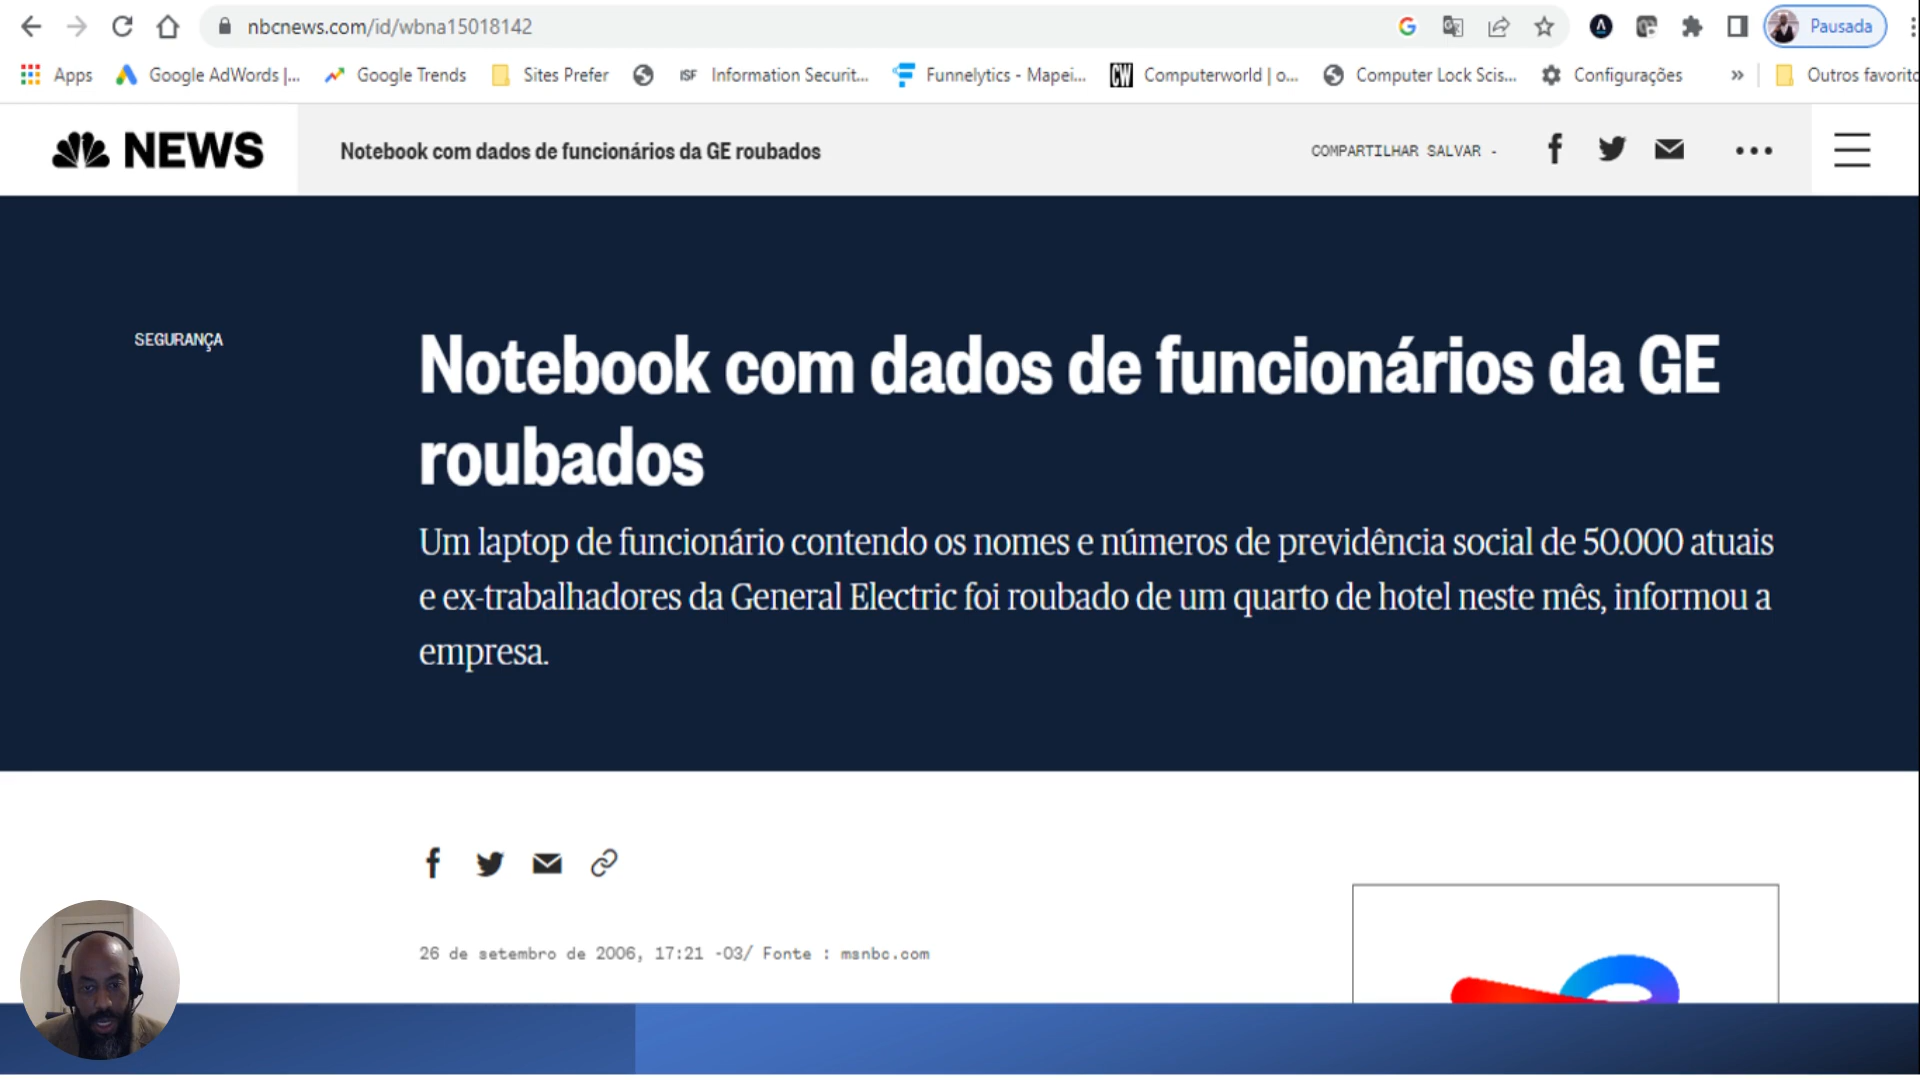 nbcnews.com/id/wbna15018142
Pausada
Apps
Google AdWords |...
Google Trends
Sites Prefer
ISF
Information Securit...
Funnelytics - Mapei...
CW
Computerworld | o...
Computer Lock Scis...
Configurações
»
Outros favorito
NEWS
Notebook com dados de funcionários da GE roubados
COMPARTILHAR SALVAR -
SEGURANÇA
Notebook com dados de funcionários da GE
roubados
Um laptop de funcionário contendo os nomes e números de previdência social de 50.000 atuais
e ex-trabalhadores da General Electric foi roubado de um quarto de hotel neste mês, informou a
empresa.
26 de setembro de 2006, 17:21 -03/ Fonte : msnbc.com